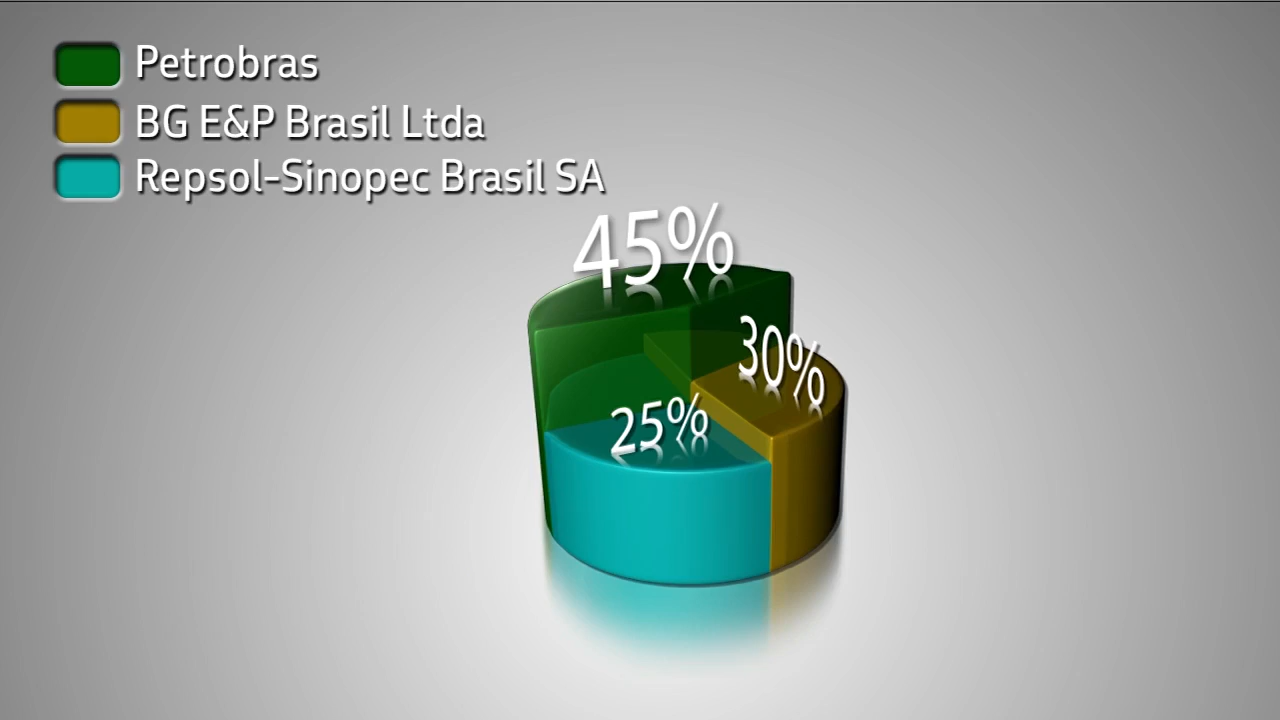 Petrobras
BG E&P Brasil Ltda
Repsol-Sinopec Brasil SA
45%
30%
25%